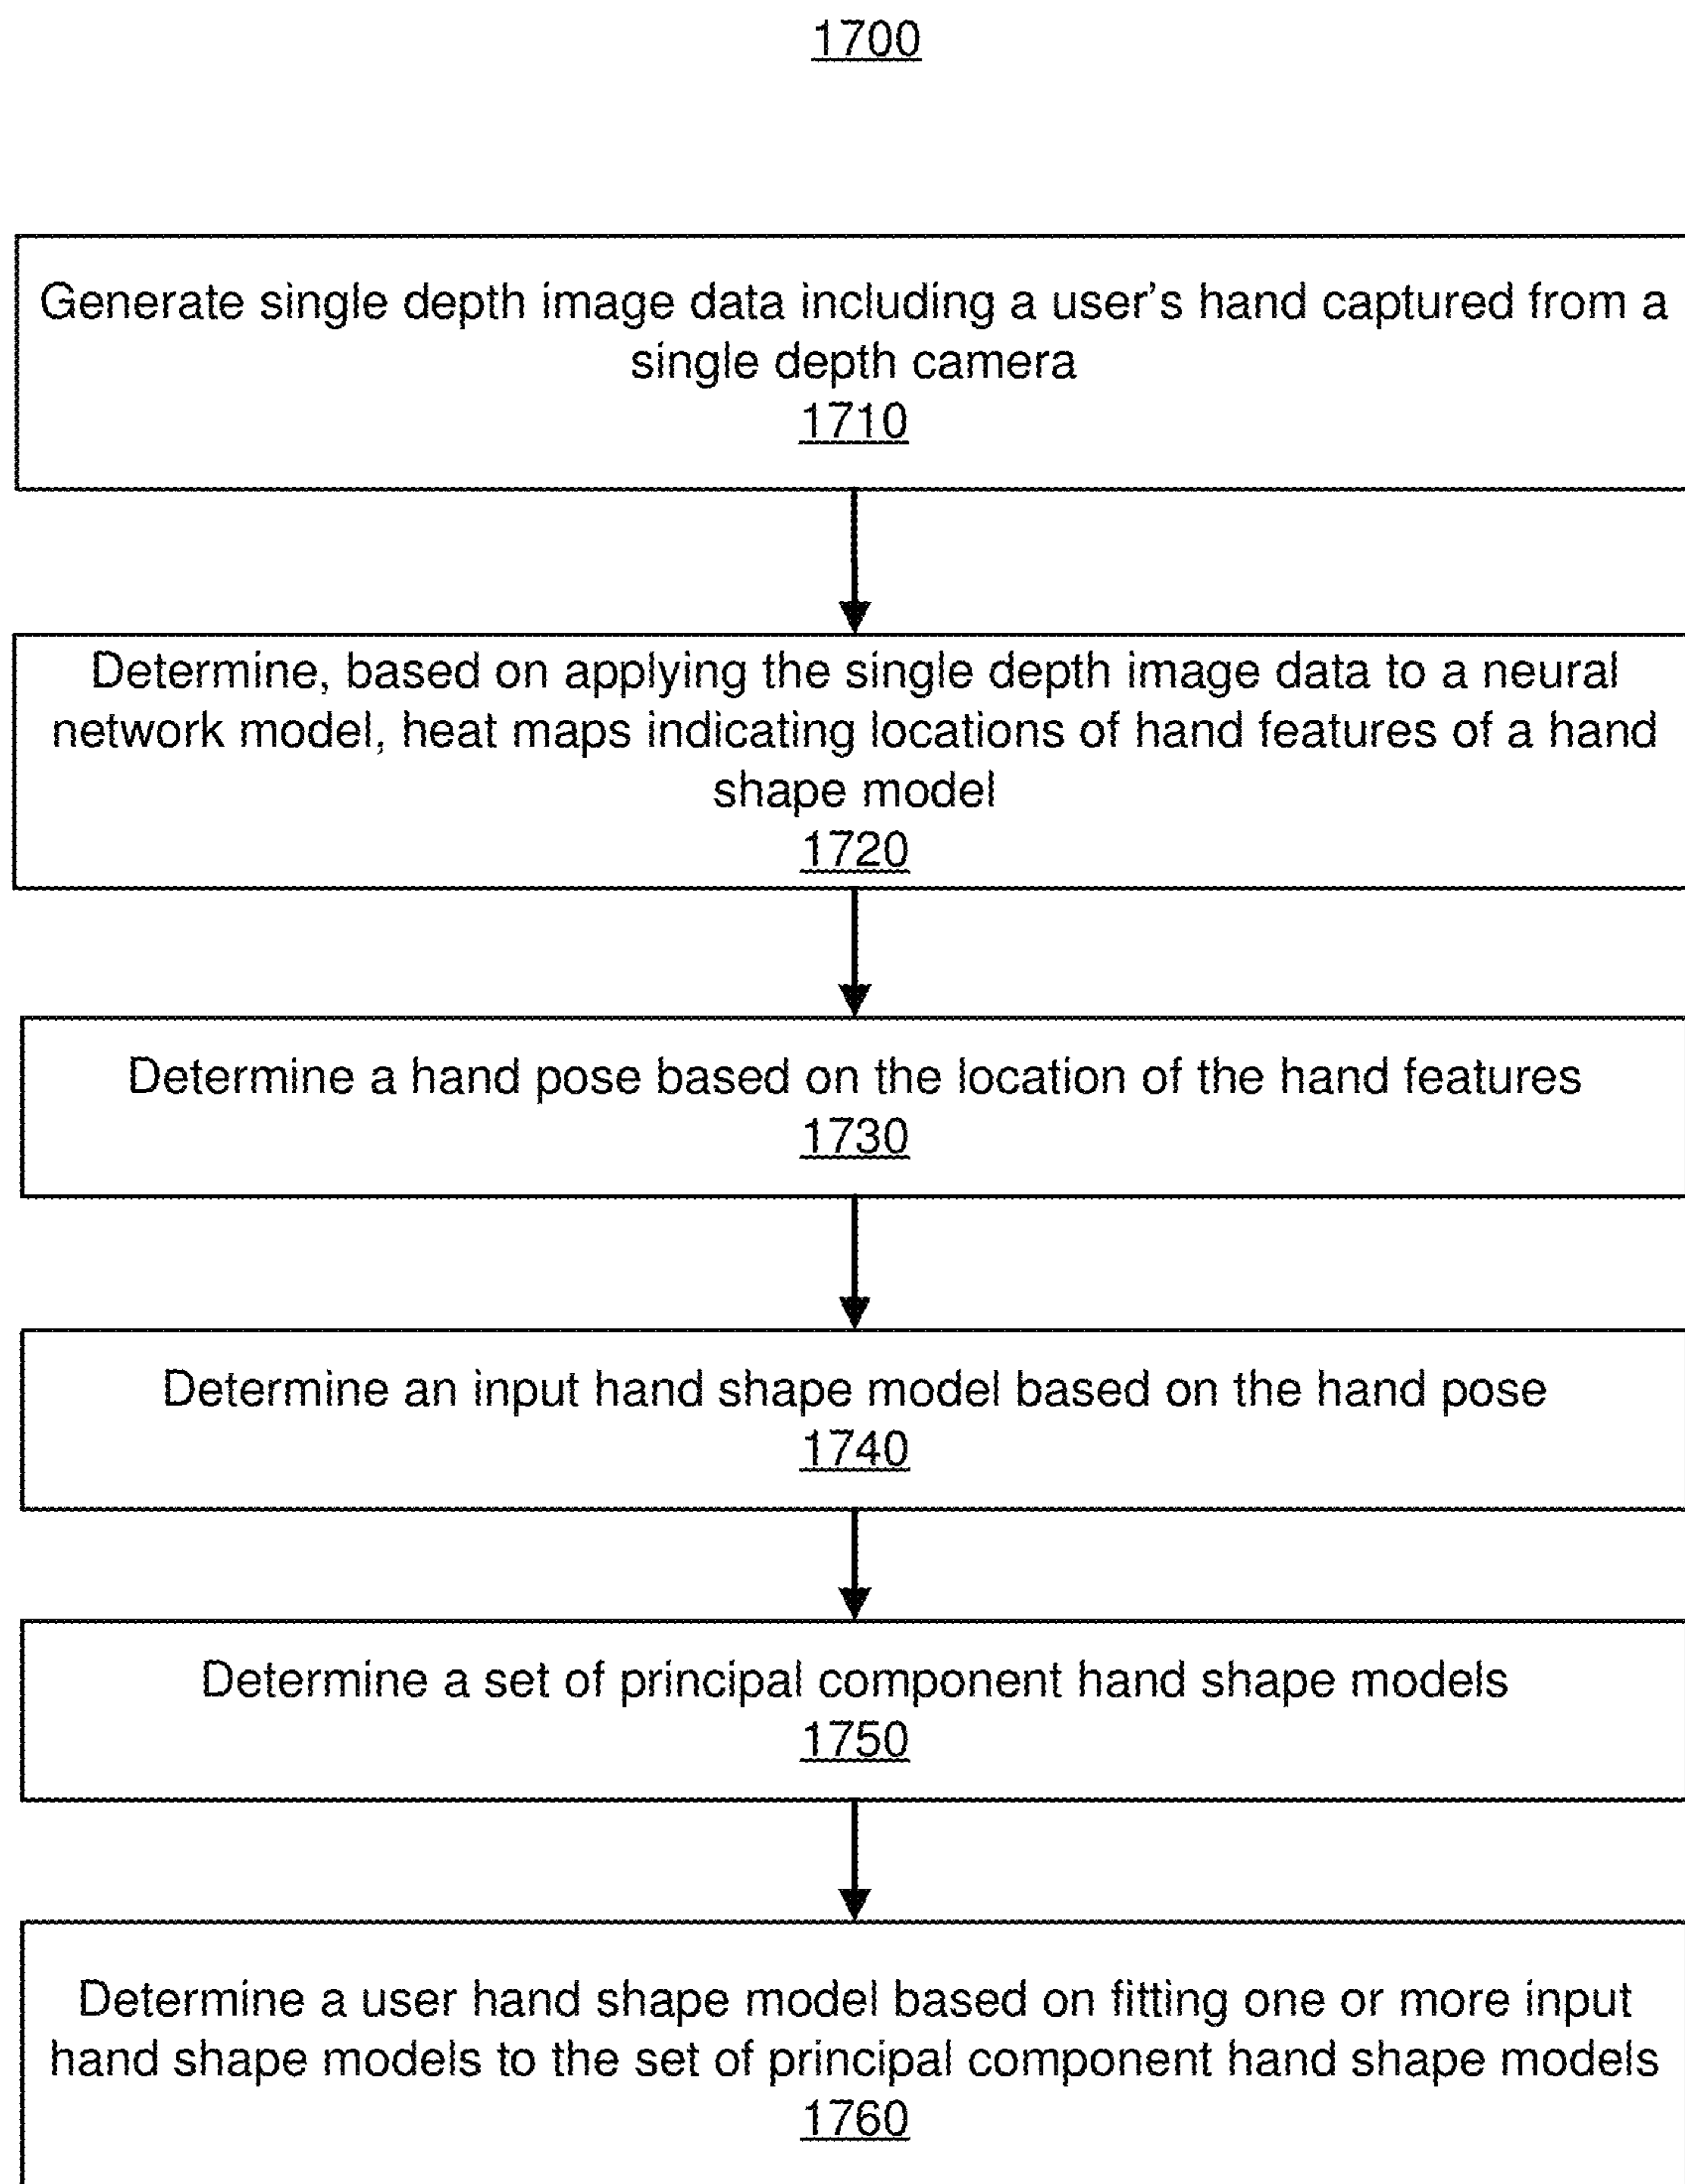 1700
Generate single depth image data including a user's hand captured from a
single depth camera
1710
Determine, based on applying the single depth image data to a neural
network model, heat maps indicating locations of hand features of a hand
shape model
1720
Determine a hand pose based on the location of the hand features
1730
Determine an input hand shape model based on the hand pose
1740
Determine a set of principal component hand shape models
1750
Determine a user hand shape model based on fitting one or more input
hand shape models to the set of principal component hand shape models
1760